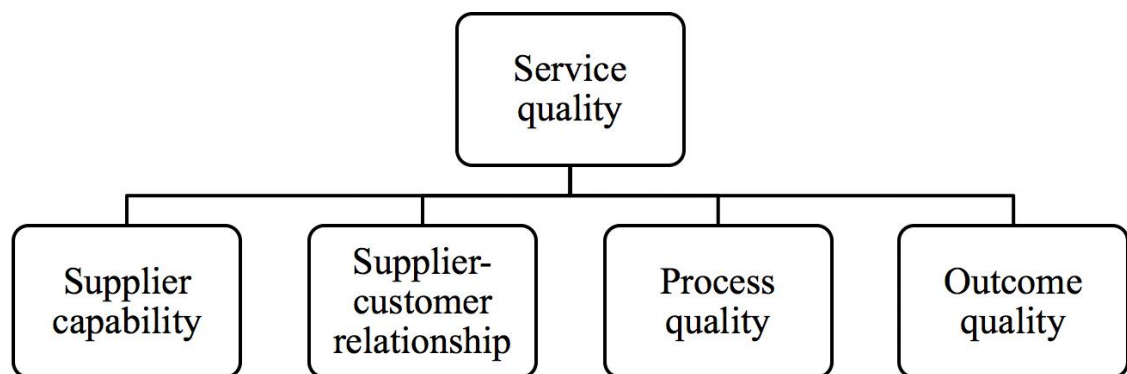 Service
quality
Supplier
capability
Supplier-
customer
relationship
Process
quality
Outcome
quality